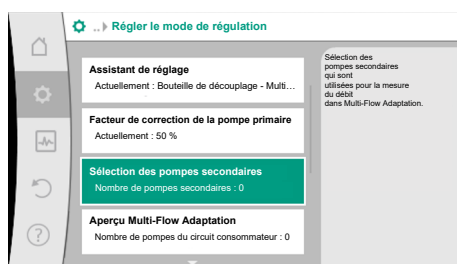 ..▸ Régler le mode de régulation
Assistant de réglage
Actuellement : Bouteille de découplage - Multi…
Facteur de correction de la pompe primaire
Actuellement : 50 %
Sélection des pompes secondaires
Nombre de pompes secondaires : 0
Aperçu Multi-Flow Adaptation
Nombre de pompes du circuit consommateur : 0
Sélection des
pompes secondaires
qui sont
utilisées pour la mesure
du débit
dans Multi-Flow Adaptation.